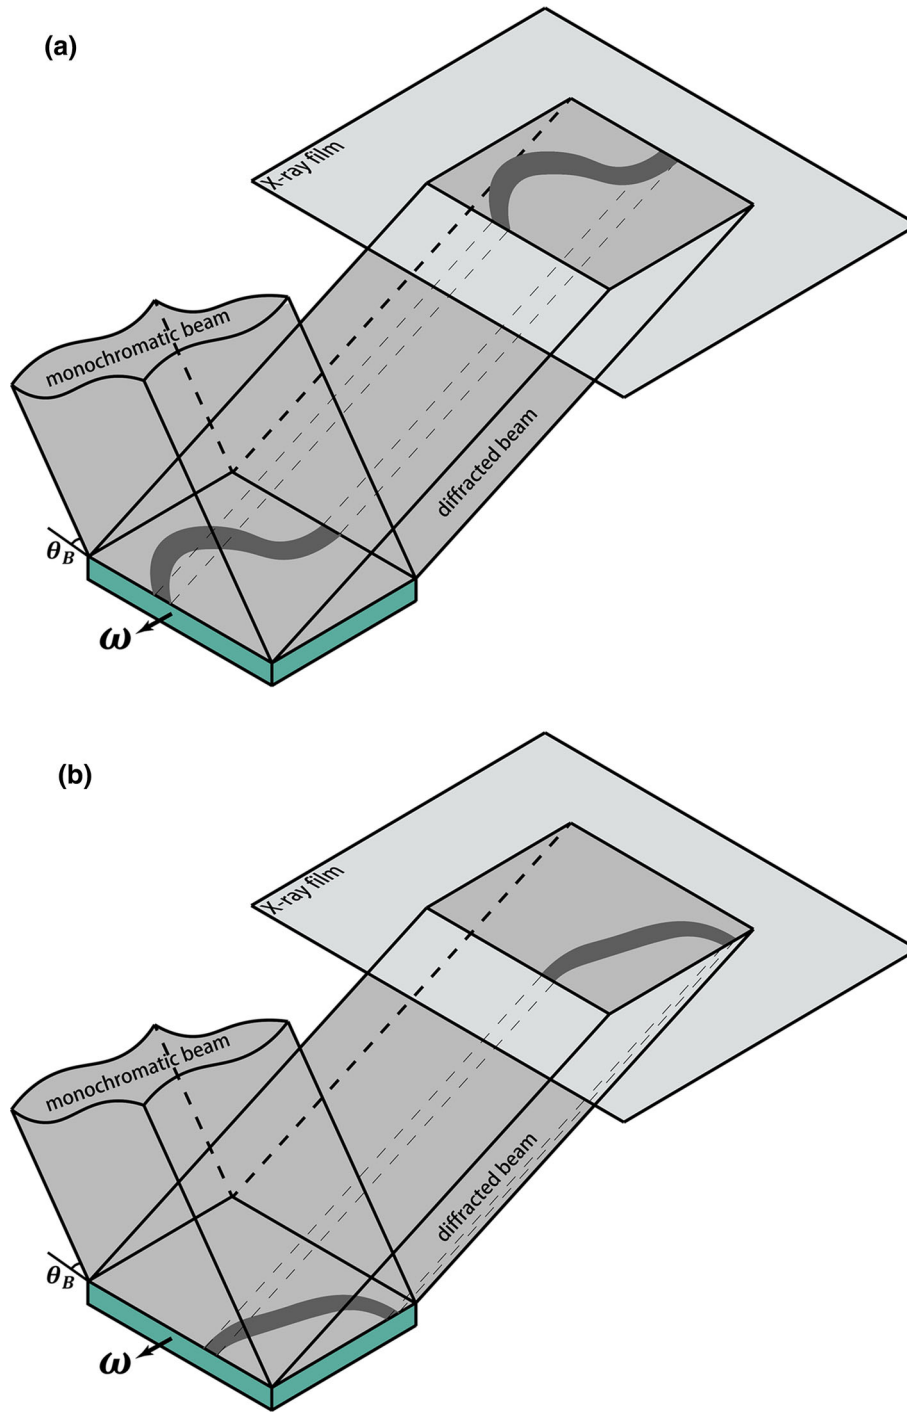 (a)
X-ray film
monochromatic beam
diffracted beam
θB
ω
(b)
X-ray film
monochromatic beam
diffracted beam
θB
ω